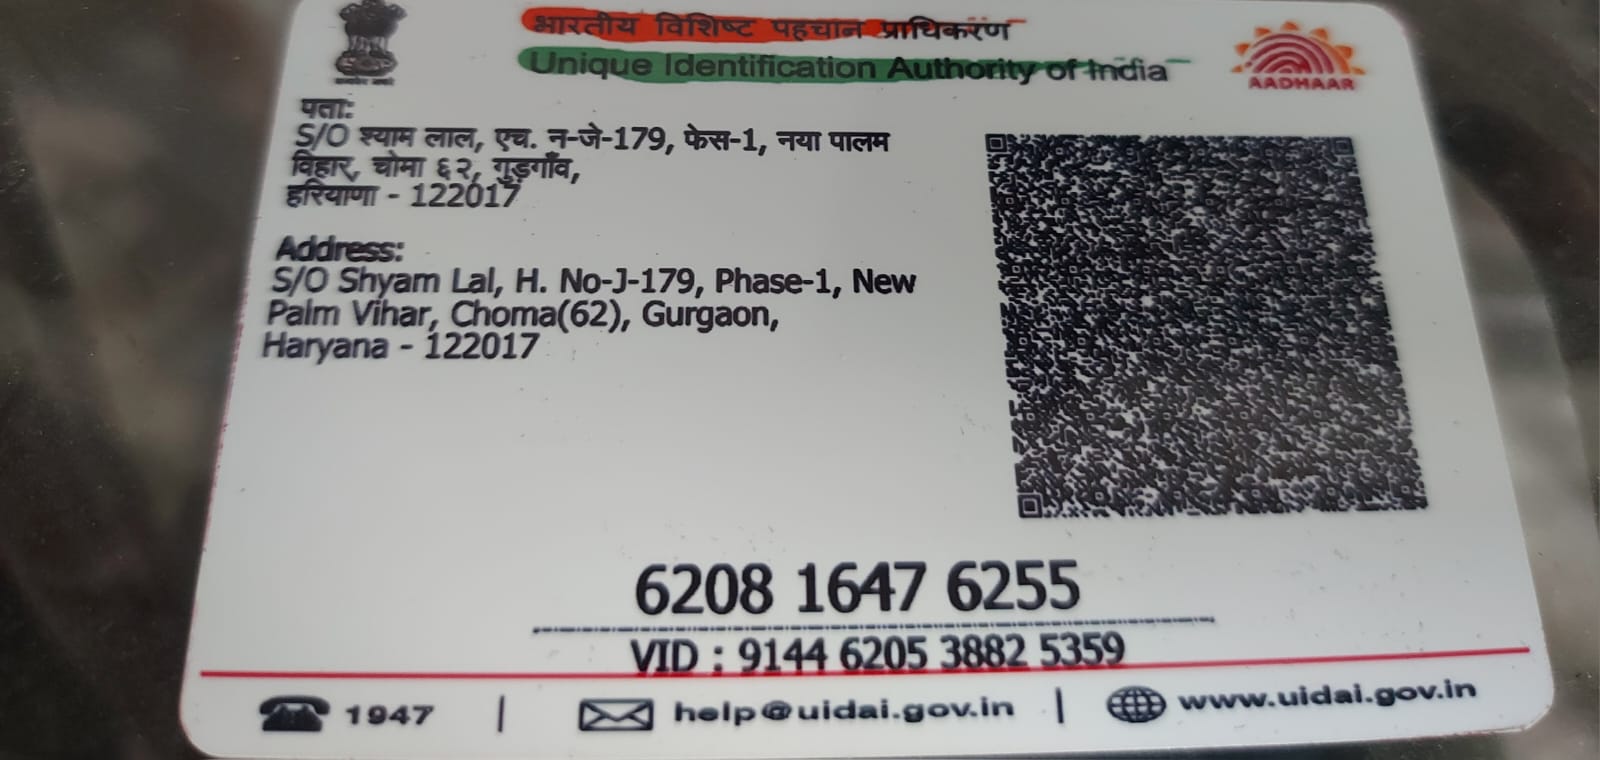 भारतीय विशिष्ट पहचान प्राधिकरण
Unique Identification Authority of India
AADHAAR
पता:
S/O श्याम लाल, एच. न-जे-179, फेस-1, नया पालम
विहार, चोमा ६२, गुड़गाँव,
हरियाणा - 122017
Address:
S/O Shyam Lal, H. No-J-179, Phase-1, New
Palm Vihar, Choma(62), Gurgaon,
Haryana - 122017
6208 1647 6255
VID : 9144 6205 3882 5359
1947 | help@uidai.gov.in | www.uidai.gov.in